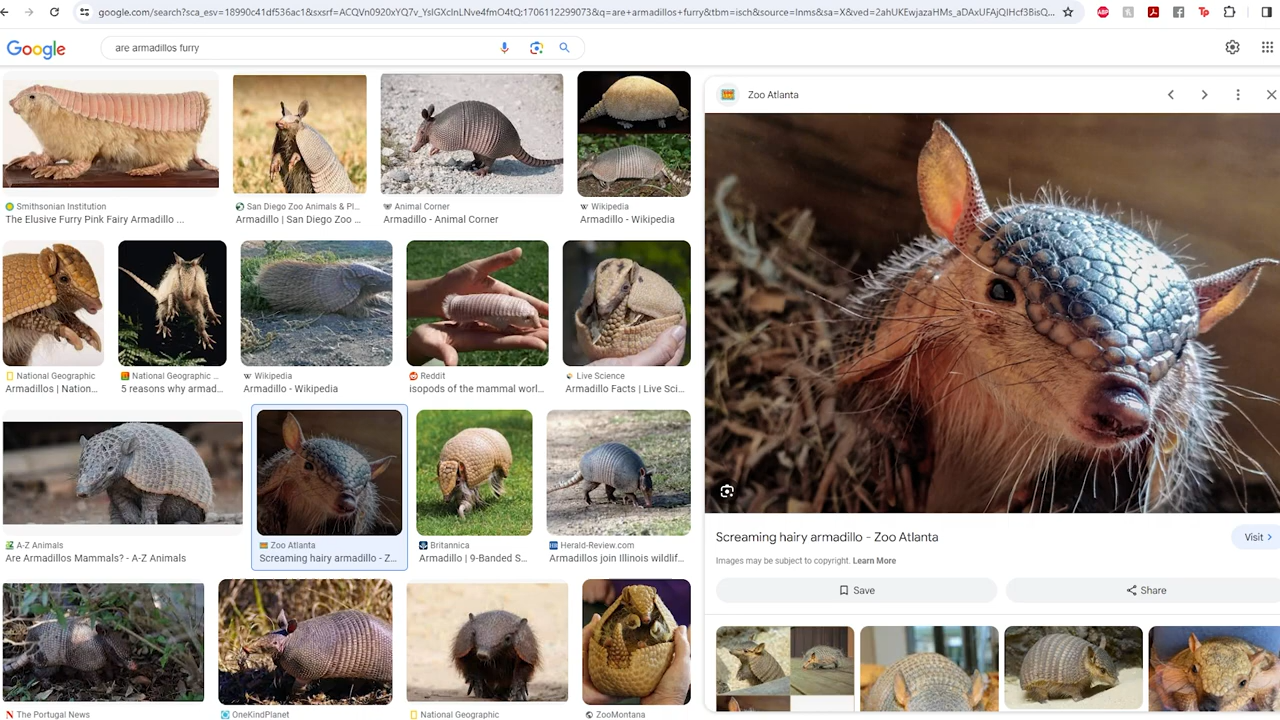 google.com/search?sca_esv=18990c41df536ac1&sxsrf=ACQVn0920xYQ7v_YsISXcInLNve4fmO4tQ:1706112299073&q=are+armadillos+furry&tbm=isch&source=lnms&sa=X&ved=2ahUKEwjazaHMs_aDAxUFAjQIHcf3BisQ...
ABP
Tp
Google
are armadillos furry
Smithsonian Institution
The Elusive Furry Pink Fairy Armadillo ...
San Diego Zoo Animals & Pl...
Armadillo | San Diego Zoo ...
Animal Corner
Armadillo - Animal Corner
Wikipedia
Armadillo - Wikipedia
National Geographic
Armadillos | Nation...
National Geographic ...
5 reasons why armad...
Wikipedia
Armadillo - Wikipedia
Reddit
isopods of the mammal worl...
Live Science
Armadillo Facts | Live Sci...
A-Z Animals
Are Armadillos Mammals? - A-Z Animals
Zoo Atlanta
Screaming hairy armadillo - Z...
Britannica
Armadillo | 9-Banded S...
Herald-Review.com
Armadillos join Illinois wildlif...
The Portugal News
OneKindPlanet
National Geographic
ZooMontana
Zoo Atlanta
Screaming hairy armadillo - Zoo Atlanta
Visit
Images may be subject to copyright. Learn More
Save
Share